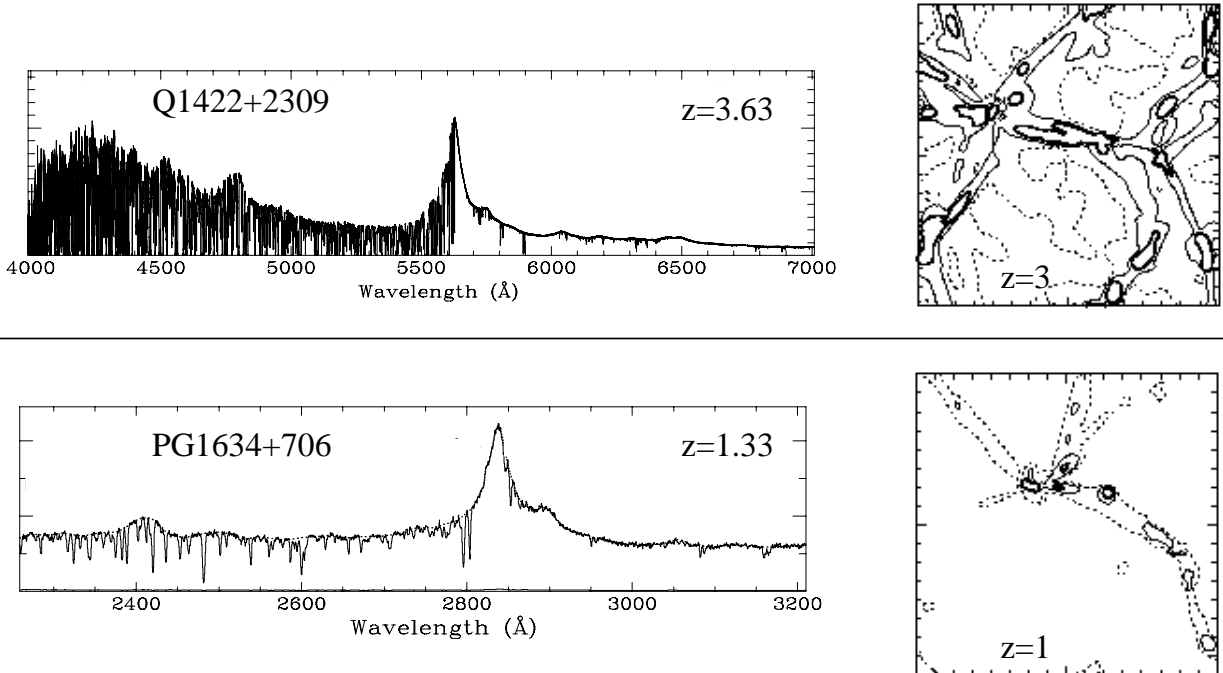 Q1422+2309
z=3.63
4000 4500 5000 5500 6000 6500 7000
Wavelength (Å)
z=3
PG1634+706
z=1.33
2400 2600 2800 3000 3200
Wavelength (Å)
z=1